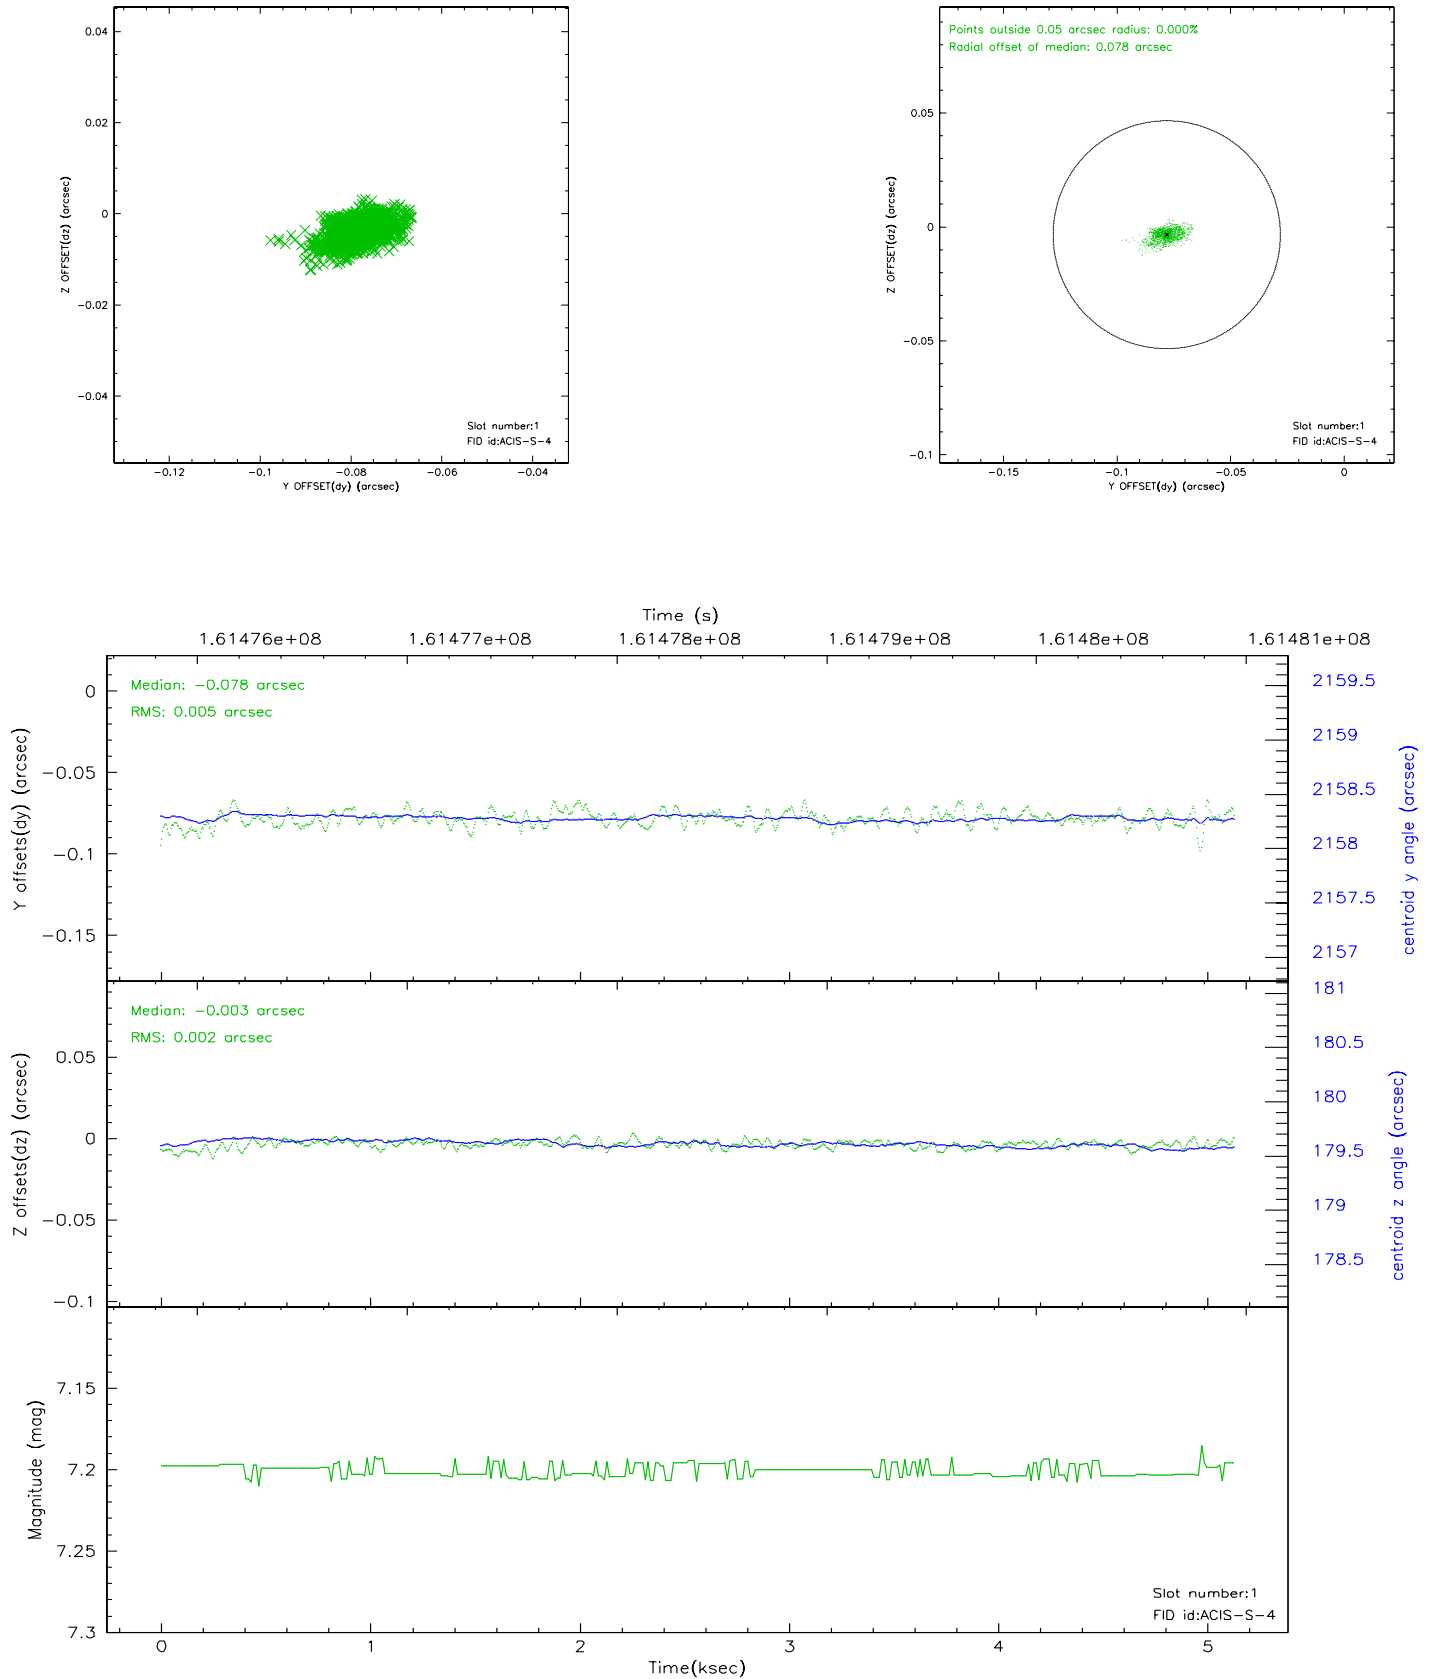 0.04
0.02
0
−0.02
−0.04
Z OFFSET(dz) (arcsec)
Slot number:1
FID id:ACIS−S−4
−0.12
−0.1
−0.08
−0.06
−0.04
Y OFFSET(dy) (arcsec)
Points outside 0.05 arcsec radius: 0.000%
Radial offset of median: 0.078 arcsec
0.05
0
−0.05
−0.1
Z OFFSET(dz) (arcsec)
Slot number:1
FID id:ACIS−S−4
−0.15
−0.1
−0.05
0
Y OFFSET(dy) (arcsec)
Time (s)
1.61476e+08
1.61477e+08
1.61478e+08
1.61479e+08
1.6148e+08
1.61481e+08
Median: −0.078 arcsec
RMS: 0.005 arcsec
0
−0.05
−0.1
−0.15
Y offsets(dy) (arcsec)
2159.5
2159
2158.5
2158
2157.5
2157
centroid y angle (arcsec)
Median: −0.003 arcsec
RMS: 0.002 arcsec
0.05
0
−0.05
−0.1
Z offsets(dz) (arcsec)
181
180.5
180
179.5
179
178.5
centroid z angle (arcsec)
7.15
7.2
7.25
7.3
Magnitude (mag)
Slot number:1
FID id:ACIS−S−4
0
1
2
3
4
5
Time(ksec)